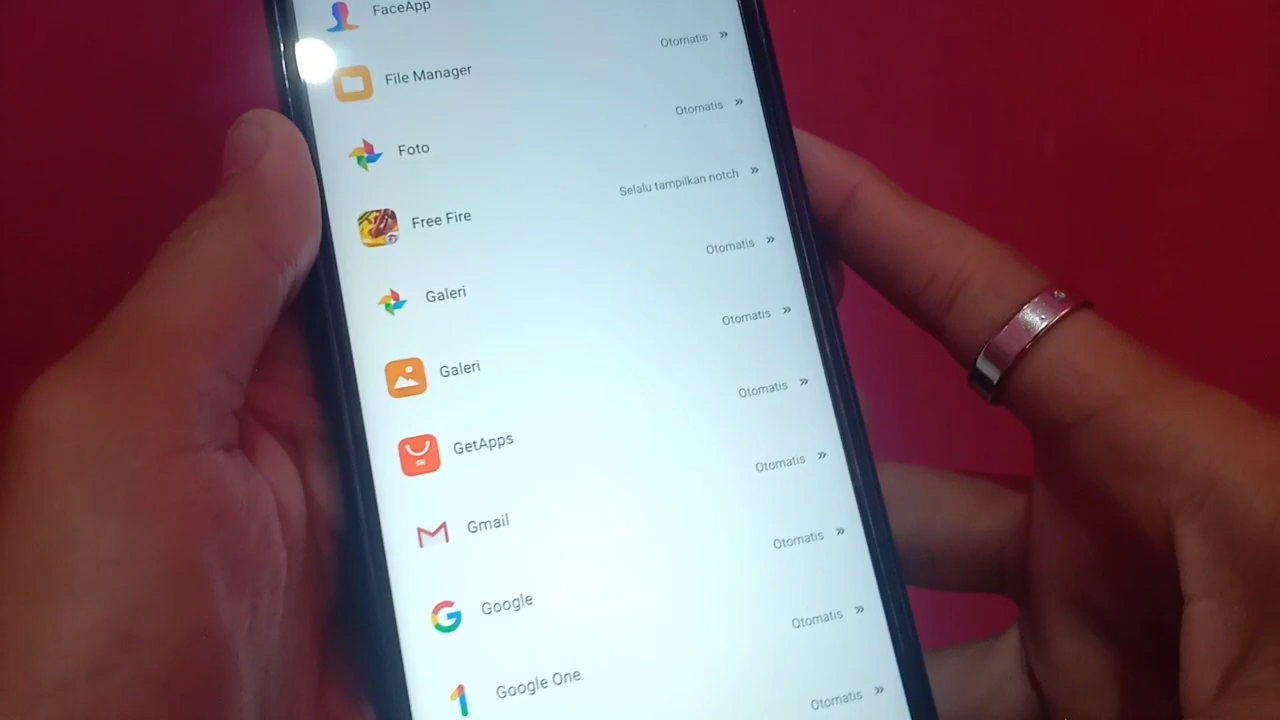 FaceApp
File Manager Otomatis »
Foto Otomatis »
Free Fire Selalu tampilkan notch »
Galeri Otomatis »
Galeri Otomatis »
GetApps Otomatis »
Gmail Otomatis »
Google Otomatis »
Google One Otomatis »
Otomatis »